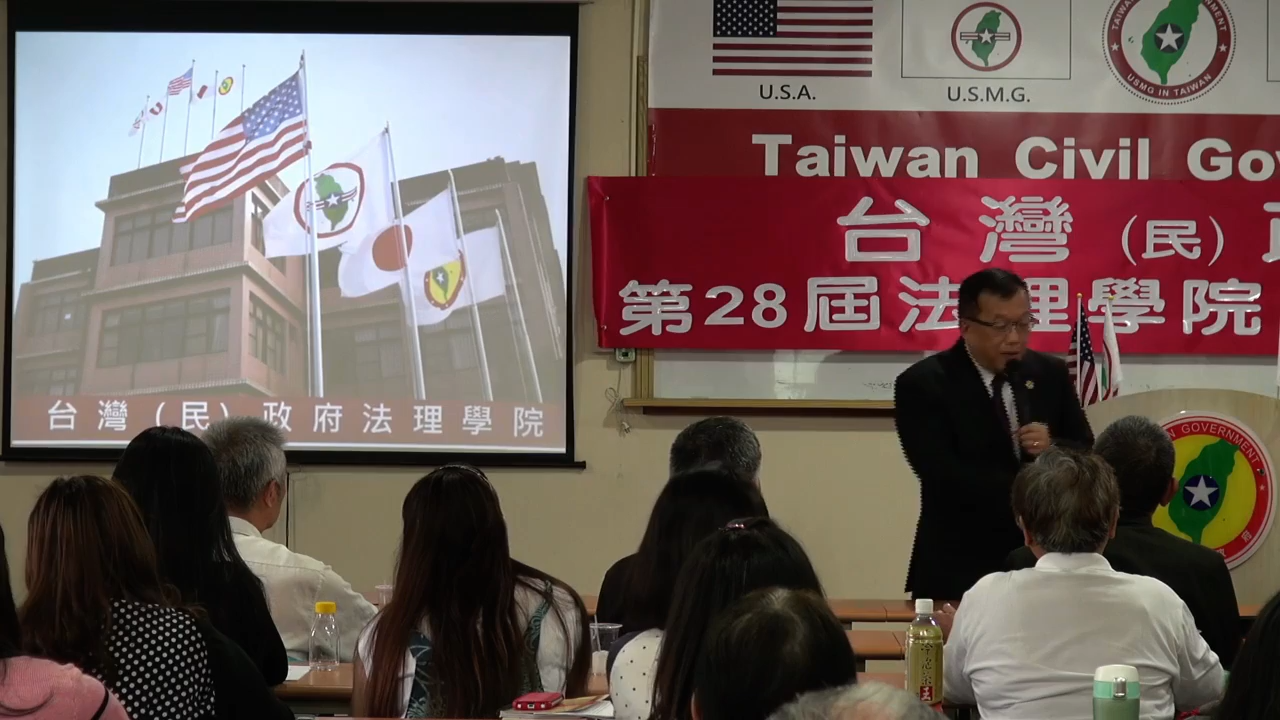 U.S.A.
U.S.M.G.
USMG IN TAIWAN
Taiwan Civil Go
台灣(民)
第28屆法理學院
台灣(民)政府法理學院
GOVERNMENT